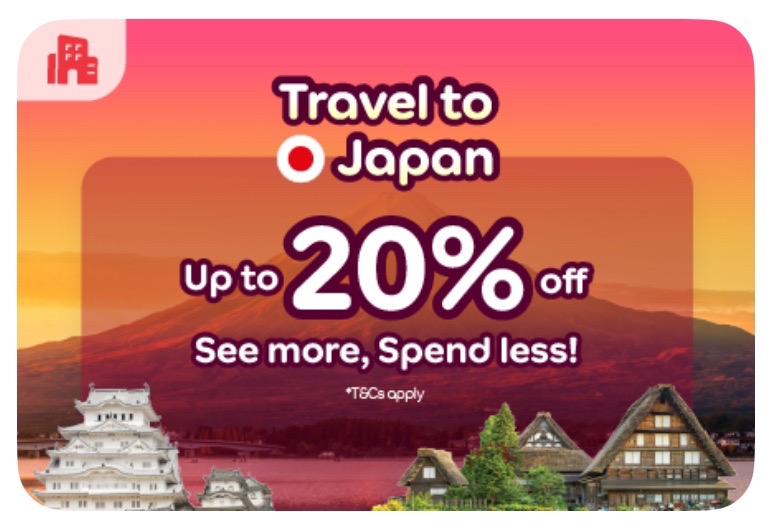 Travel to
Japan
Up to 20% off
See more, Spend less!
*T&Cs apply